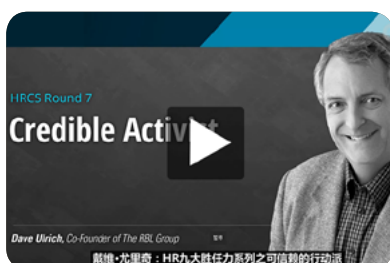 HRCS Round 7
Credible Activist
Dave Ulrich, Co-Founder of The RBL Group
戴维·尤里奇：HR九大胜任力系列之可信赖的行动派